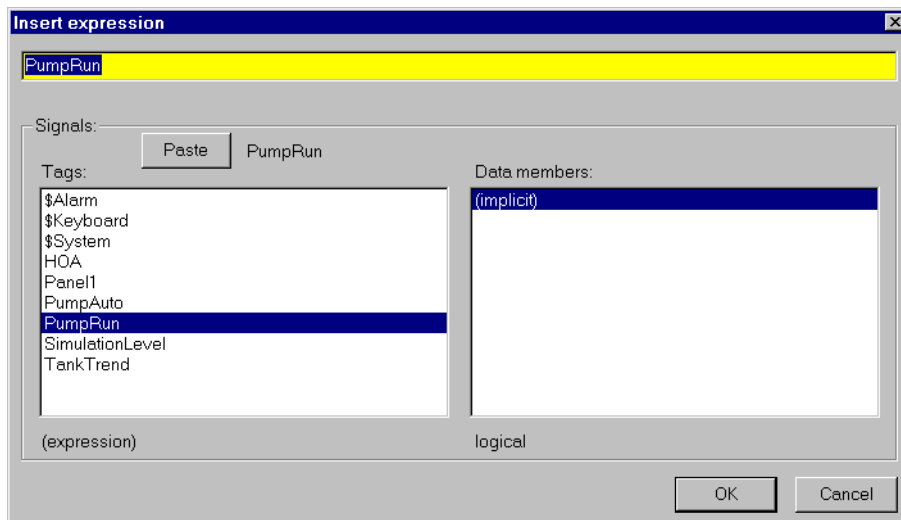 Insert expression
PumpRun
Signals:
Paste PumpRun
Tags: Data members:
$Alarm (implicit)
$Keyboard
$System
HOA
Panel1
PumpAuto
PumpRun
SimulationLevel
TankTrend
(expression) logical
OK Cancel